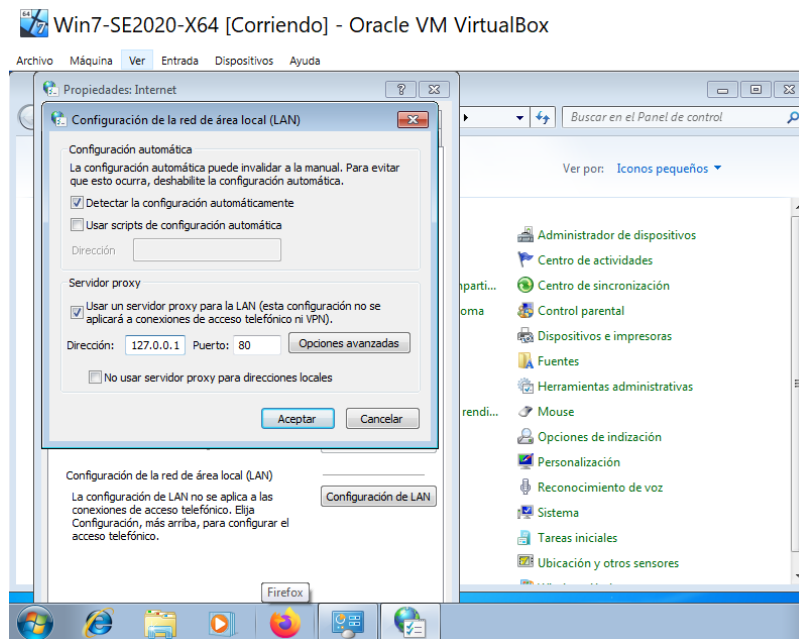 Win7-SE2020-X64 [Corriendo] - Oracle VM VirtualBox
Archivo Máquina Ver Entrada Dispositivos Ayuda
Propiedades: Internet
Configuración de la red de área local (LAN)
Configuración automática
La configuración automática puede invalidar a la manual. Para evitar
que esto ocurra, deshabilite la configuración automática.
Detectar la configuración automáticamente
Usar scripts de configuración automática
Dirección
Servidor proxy
Usar un servidor proxy para la LAN (esta configuración no se
aplicará a conexiones de acceso telefónico ni VPN).
Dirección: 127.0.0.1 Puerto: 80 Opciones avanzadas
No usar servidor proxy para direcciones locales
Aceptar Cancelar
Configuración de la red de área local (LAN)
La configuración de LAN no se aplica a las
conexiones de acceso telefónico. Elija
Configuración, más arriba, para configurar el
acceso telefónico.
Configuración de LAN
Firefox
Buscar en el Panel de control
Ver por: Iconos pequeños
Administrador de dispositivos
Centro de actividades
Centro de sincronización
Control parental
Dispositivos e impresoras
Fuentes
Herramientas administrativas
Mouse
Opciones de indización
Personalización
Reconocimiento de voz
Sistema
Tareas iniciales
Ubicación y otros sensores